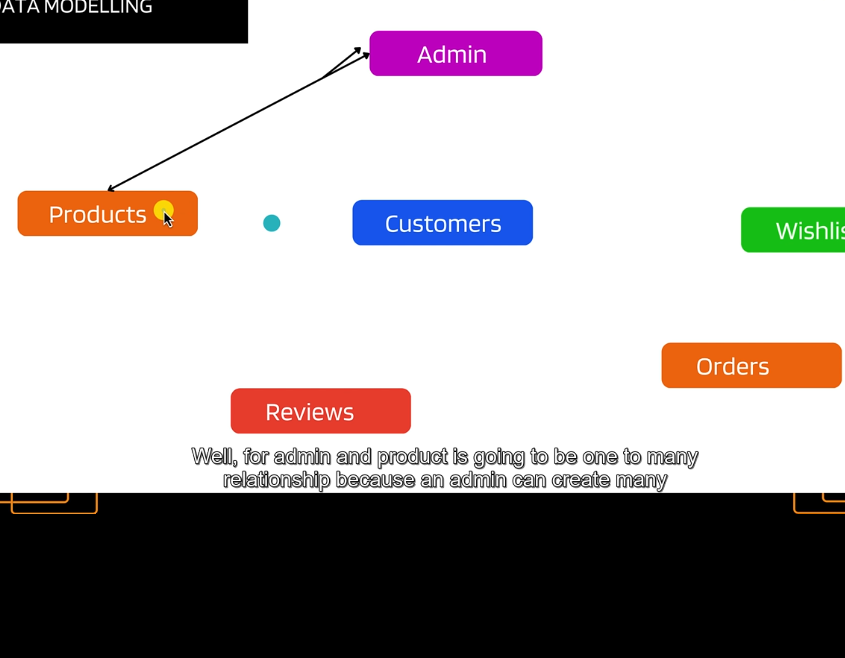 DATA MODELLING
Admin
Products
Customers
Orders
Reviews
Well, for admin and product is going to be one to many
relationship because an admin can create many